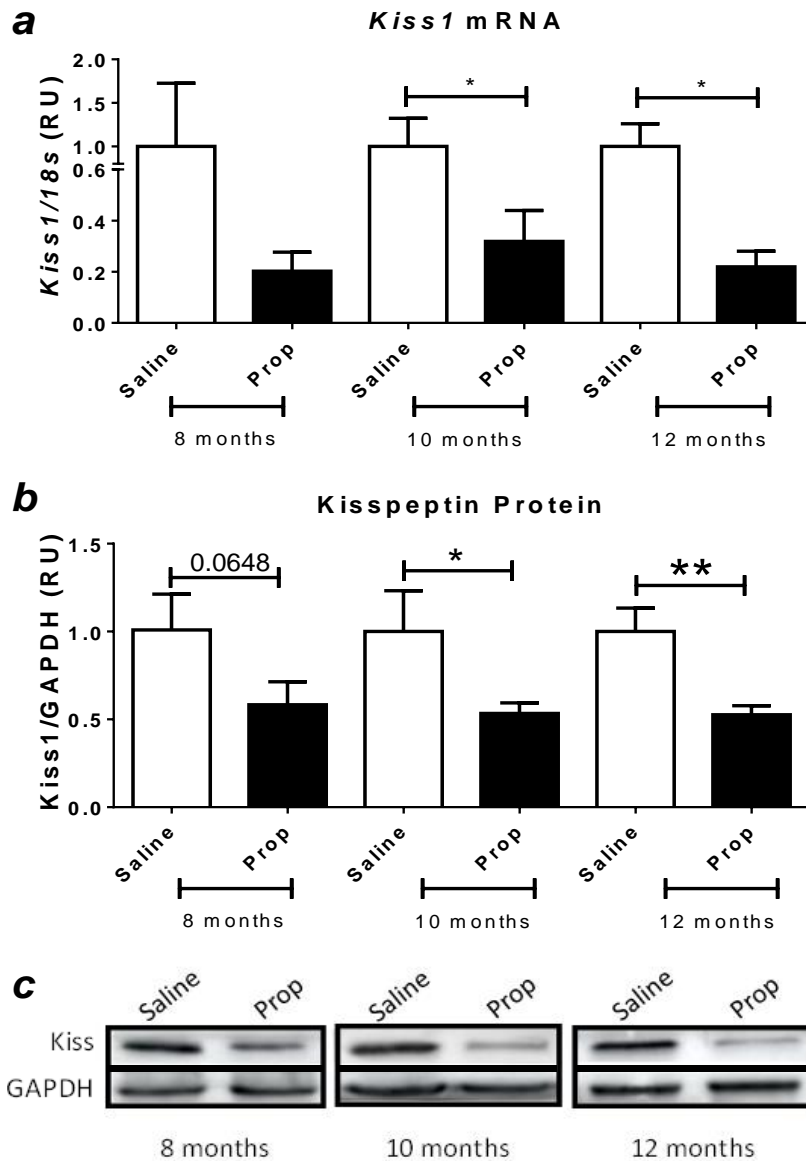 a
Kiss1 mRNA
Kiss1/18s (RU)
2.0
1.5
1.0
0.6
0.4
0.2
0.0
*
*
Saline Prop Saline Prop Saline Prop
8 months 10 months 12 months
b
Kisspeptin Protein
Kiss1/GAPDH (RU)
1.5
1.0
0.5
0.0
0.0648
*
**
Saline Prop Saline Prop Saline Prop
8 months 10 months 12 months
c
Saline Prop Saline Prop Saline Prop
Kiss
GAPDH
8 months 10 months 12 months